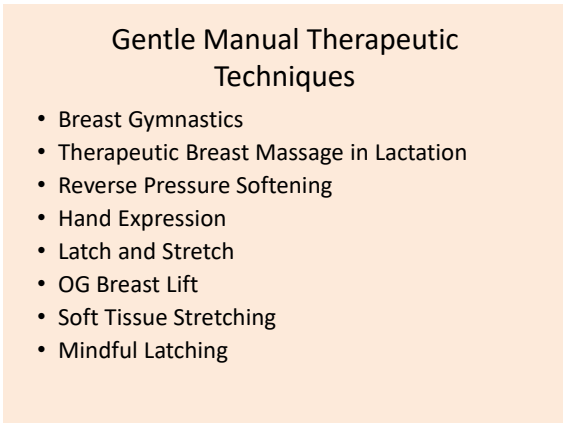 Gentle Manual Therapeutic
Techniques
• Breast Gymnastics
• Therapeutic Breast Massage in Lactation
• Reverse Pressure Softening
• Hand Expression
• Latch and Stretch
• OG Breast Lift
• Soft Tissue Stretching
• Mindful Latching